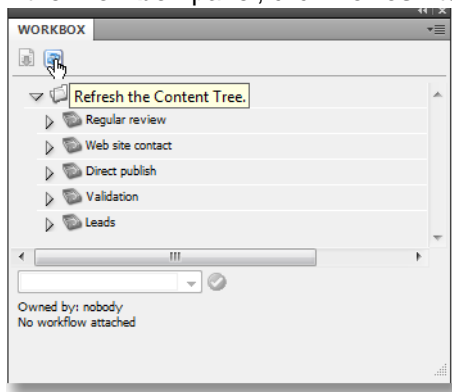 WORKBOX
Refresh the Content Tree.
Regular review
Web site contact
Direct publish
Validation
Leads
Owned by: nobody
No workflow attached